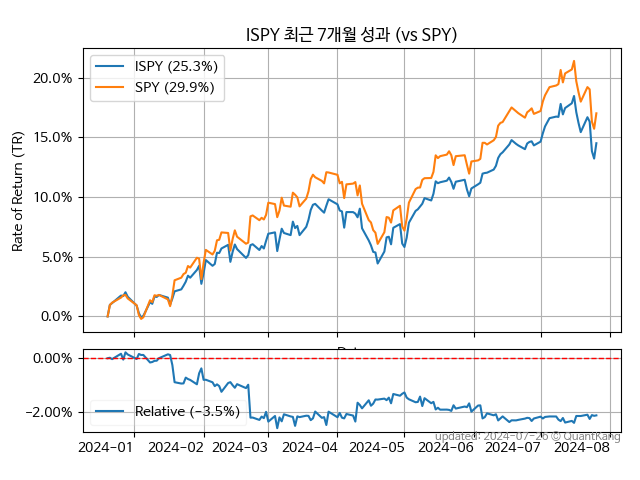 ISPY 최근 7개월 성과 (vs SPY)
ISPY (25.3%)
SPY (29.9%)
Rate of Return (TR)
20.0%
15.0%
10.0%
5.0%
0.0%
0.00%
−2.00%
Relative (−3.5%)
updated: 2024-07-26 © QuantKang
2024-01 2024-02 2024-03 2024-04 2024-05 2024-06 2024-07 2024-08